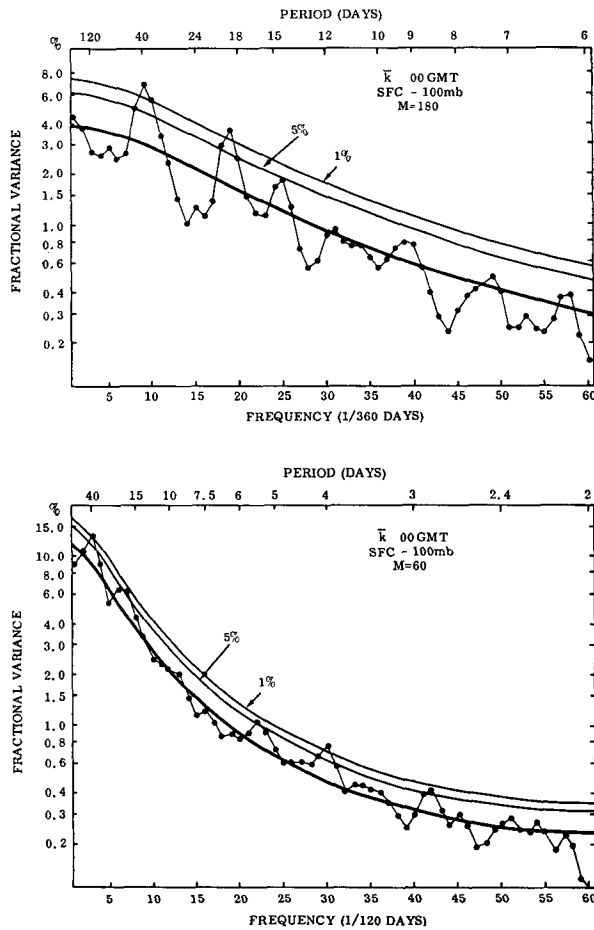 PERIOD (DAYS)
120 40 24 18 15 12 10 9 8 7 6
%
k̄ 00 GMT
SFC - 100mb
M=180
8.0
6.0
4.0
3.0
2.0
1.5
1.0
0.8
0.6
0.4
0.3
0.2
5%
1%
FRACTIONAL VARIANCE
5 10 15 20 25 30 35 40 45 50 55 60
FREQUENCY (1/360 DAYS)
PERIOD (DAYS)
40 15 10 7.5 6 5 4 3 2.4 2
%
k̄ 00 GMT
SFC - 100mb
M=60
15.0
10.0
8.0
6.0
4.0
3.0
2.0
1.5
1.0
0.8
0.6
0.4
0.3
0.2
5%
1%
FRACTIONAL VARIANCE
5 10 15 20 25 30 35 40 45 50 55 60
FREQUENCY (1/120 DAYS)